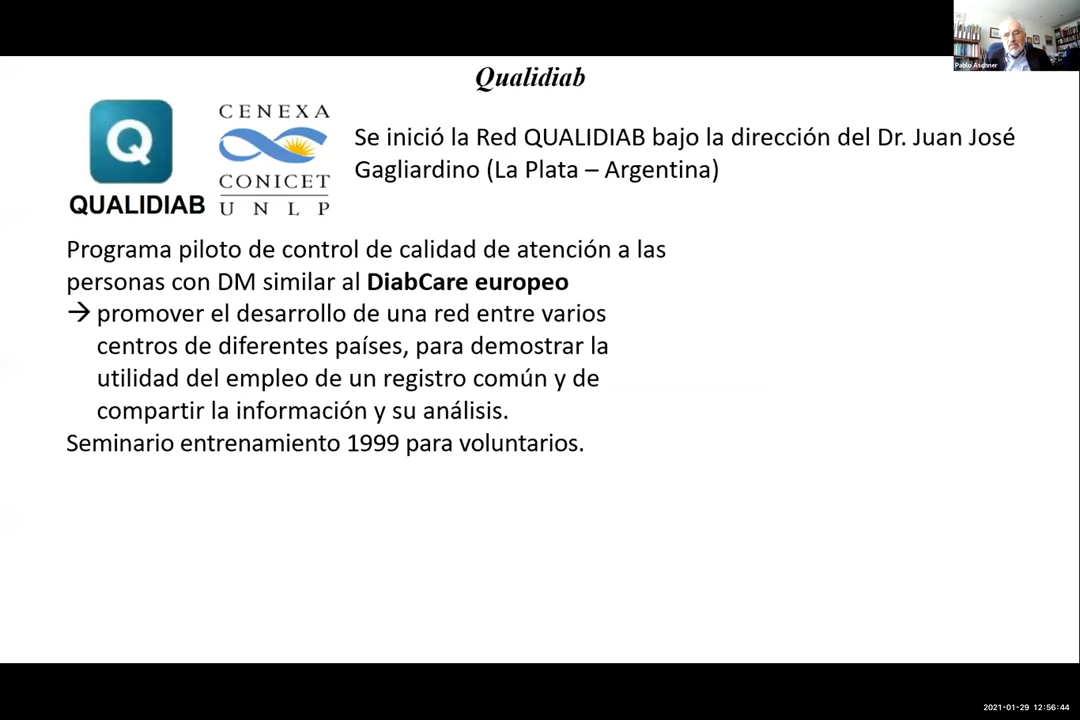 Pablo Aschner
Qualidiab
Q
QUALIDIAB
CENEXA
CONICET
UNLP
Se inició la Red QUALIDIAB bajo la dirección del Dr. Juan José
Gagliardino (La Plata – Argentina)
Programa piloto de control de calidad de atención a las
personas con DM similar al DiabCare europeo
→ promover el desarrollo de una red entre varios
centros de diferentes países, para demostrar la
utilidad del empleo de un registro común y de
compartir la información y su análisis.
Seminario entrenamiento 1999 para voluntarios.
2021-01-29 12:56:44